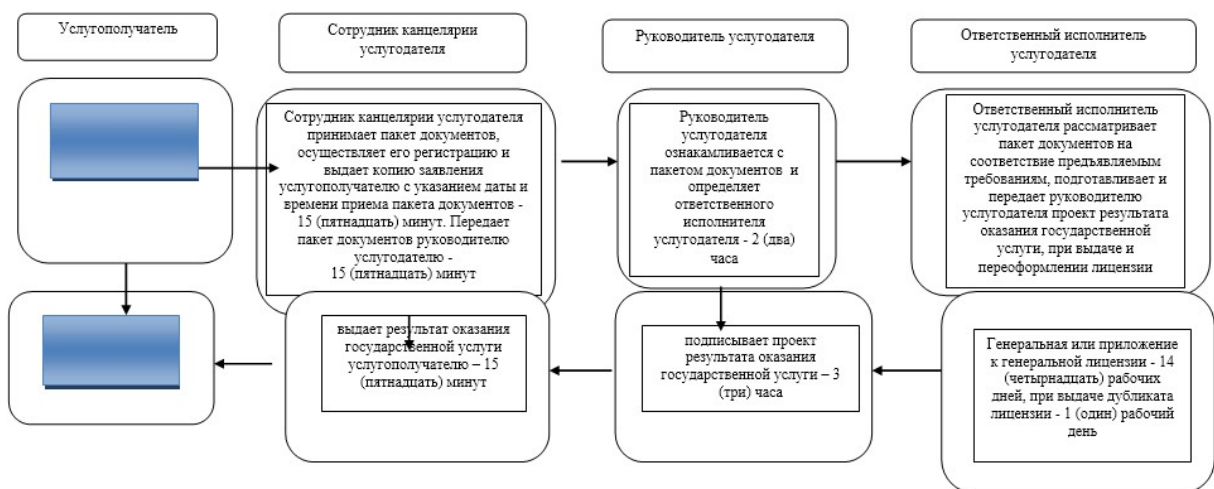 Услугополучатель
Сотрудник канцелярии
услугодателя
Руководитель услугодателя
Ответственный исполнитель
услугодателя
Сотрудник канцелярии услугодателя
принимает пакет документов,
осуществляет его регистрацию и
выдает копию заявления
услугополучателю с указанием даты и
времени приема пакета документов -
15 (пятнадцать) минут. Передает
пакет документов руководителю
услугодателю -
15 (пятнадцать) минут
Руководитель
услугодателя
ознакамливается с
пакетом документов и
определяет
ответственного
исполнителя
услугодателя - 2 (два)
часа
Ответственный исполнитель
услугодателя рассматривает
пакет документов на
соответствие предъявляемым
требованиям, подготавливает и
передает руководителю
услугодателя проект результата
оказания государственной
услуги, при выдаче и
переоформлении лицензии
выдает результат оказания
государственной услуги
услугополучателю – 15
(пятнадцать) минут
подписывает проект
результата оказания
государственной услуги – 3
(три) часа
Генеральная или приложение
к генеральной лицензии - 14
(четырнадцать) рабочих
дней, при выдаче дубликата
лицензии - 1 (один) рабочий
день